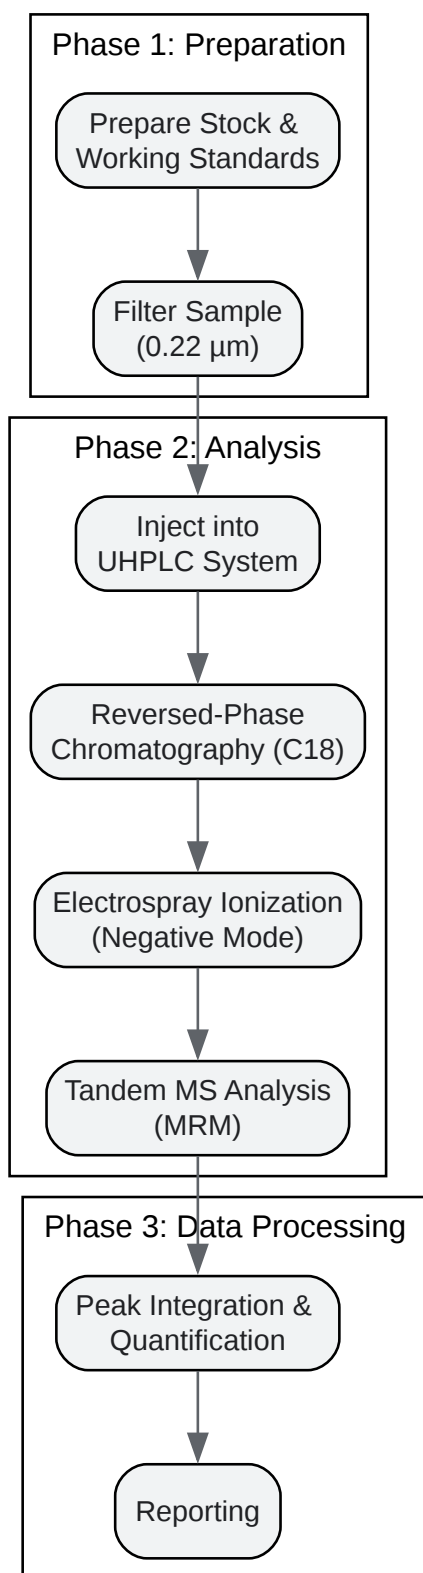 Phase 1: Preparation
Prepare Stock &
Working Standards
Filter Sample
(0.22 µm)
Phase 2: Analysis
Inject into
UHPLC System
Reversed-Phase
Chromatography (C18)
Electrospray Ionization
(Negative Mode)
Tandem MS Analysis
(MRM)
Phase 3: Data Processing
Peak Integration &
Quantification
Reporting